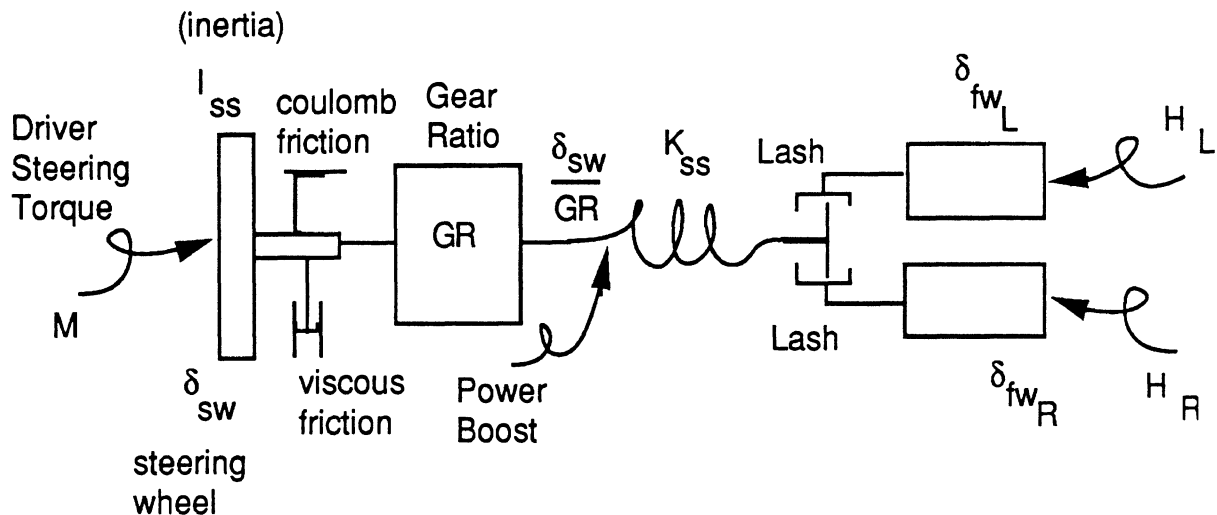 (inertia)
I ss
Driver
Steering
Torque
M
coulomb
friction
Gear
Ratio
GR
δ sw
GR
K ss
Lash
δ fw L
H L
δ sw
steering
wheel
viscous
friction
Power
Boost
Lash
δ fw R
H R